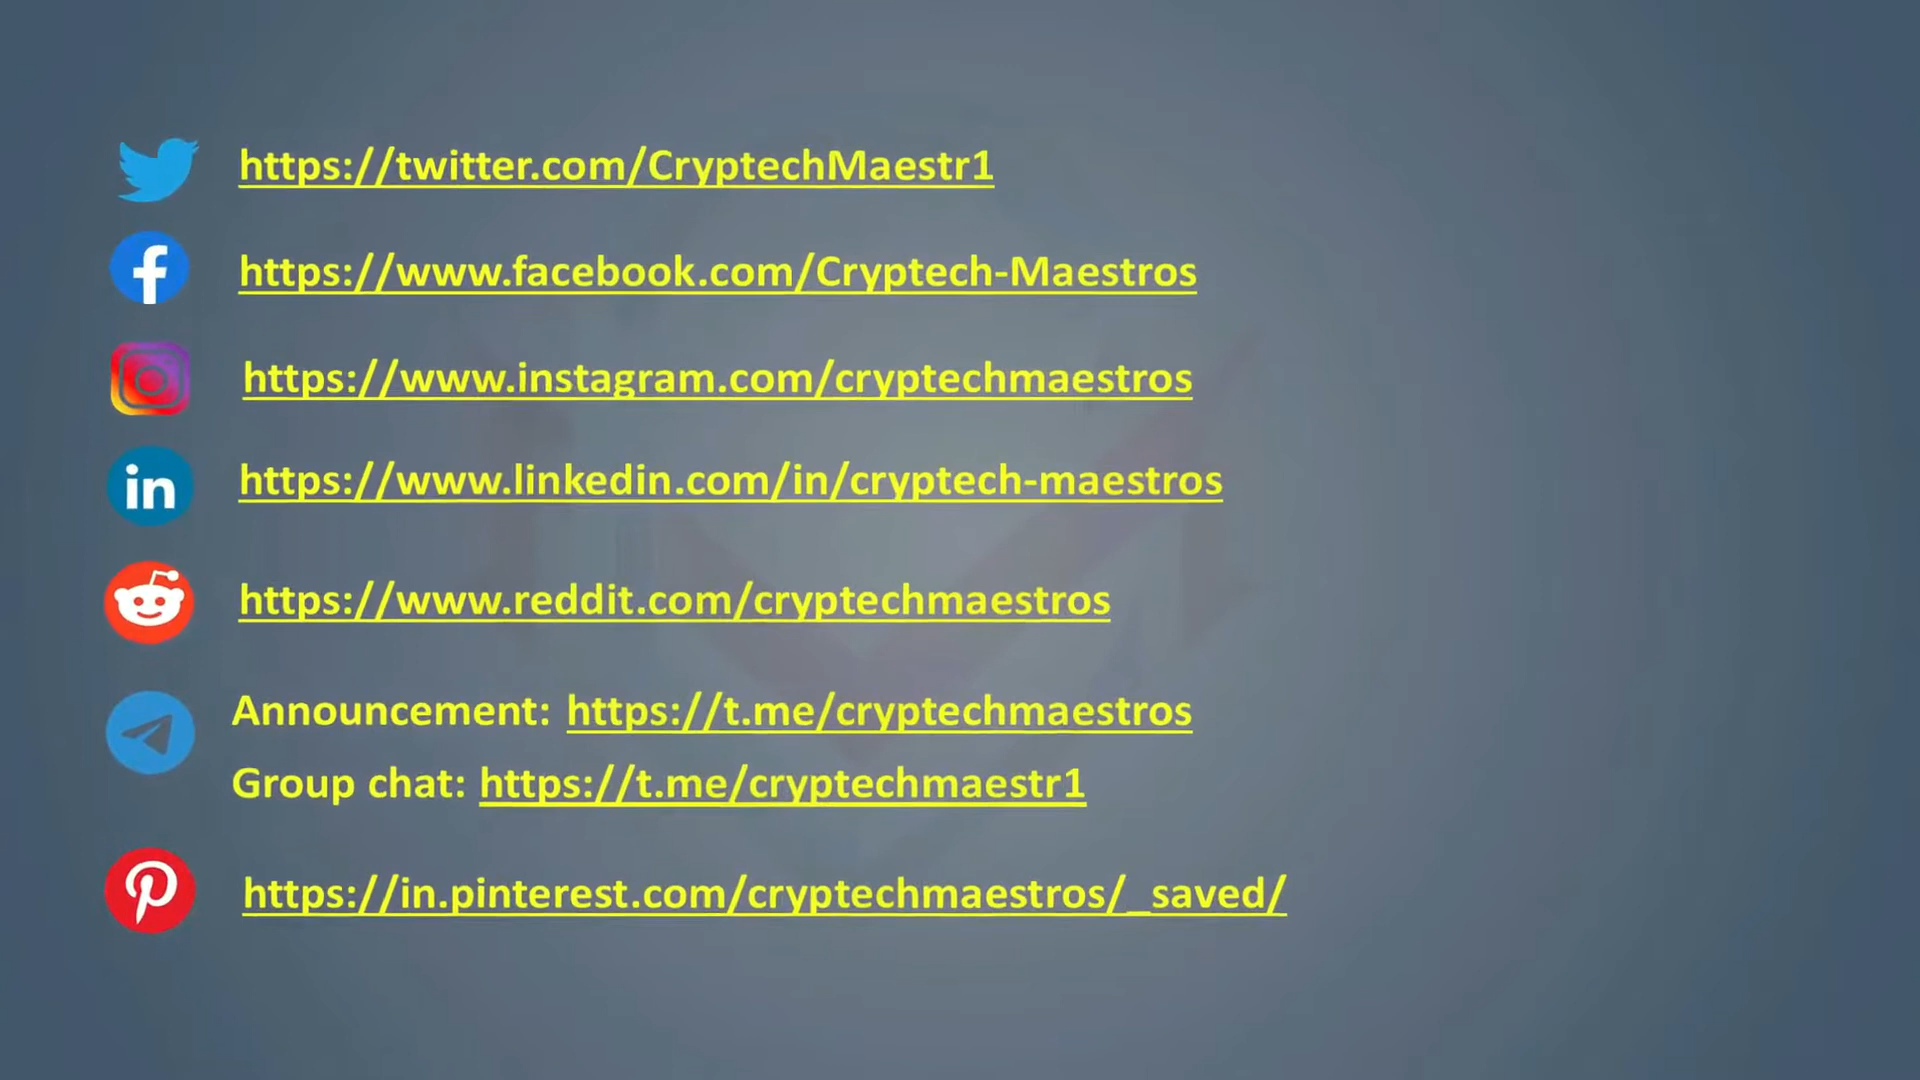 https://twitter.com/CryptechMaestr1
https://www.facebook.com/Cryptech-Maestros
https://www.instagram.com/cryptechmaestros
in https://www.linkedin.com/in/cryptech-maestros
https://www.reddit.com/cryptechmaestros
Announcement: https://t.me/cryptechmaestros
Group chat: https://t.me/cryptechmaestr1
https://in.pinterest.com/cryptechmaestros/_saved/